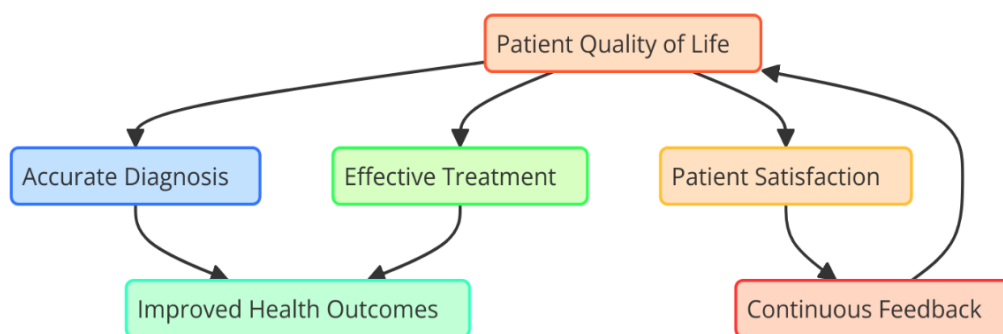 Patient Quality of Life
Accurate Diagnosis
Effective Treatment
Patient Satisfaction
Improved Health Outcomes
Continuous Feedback